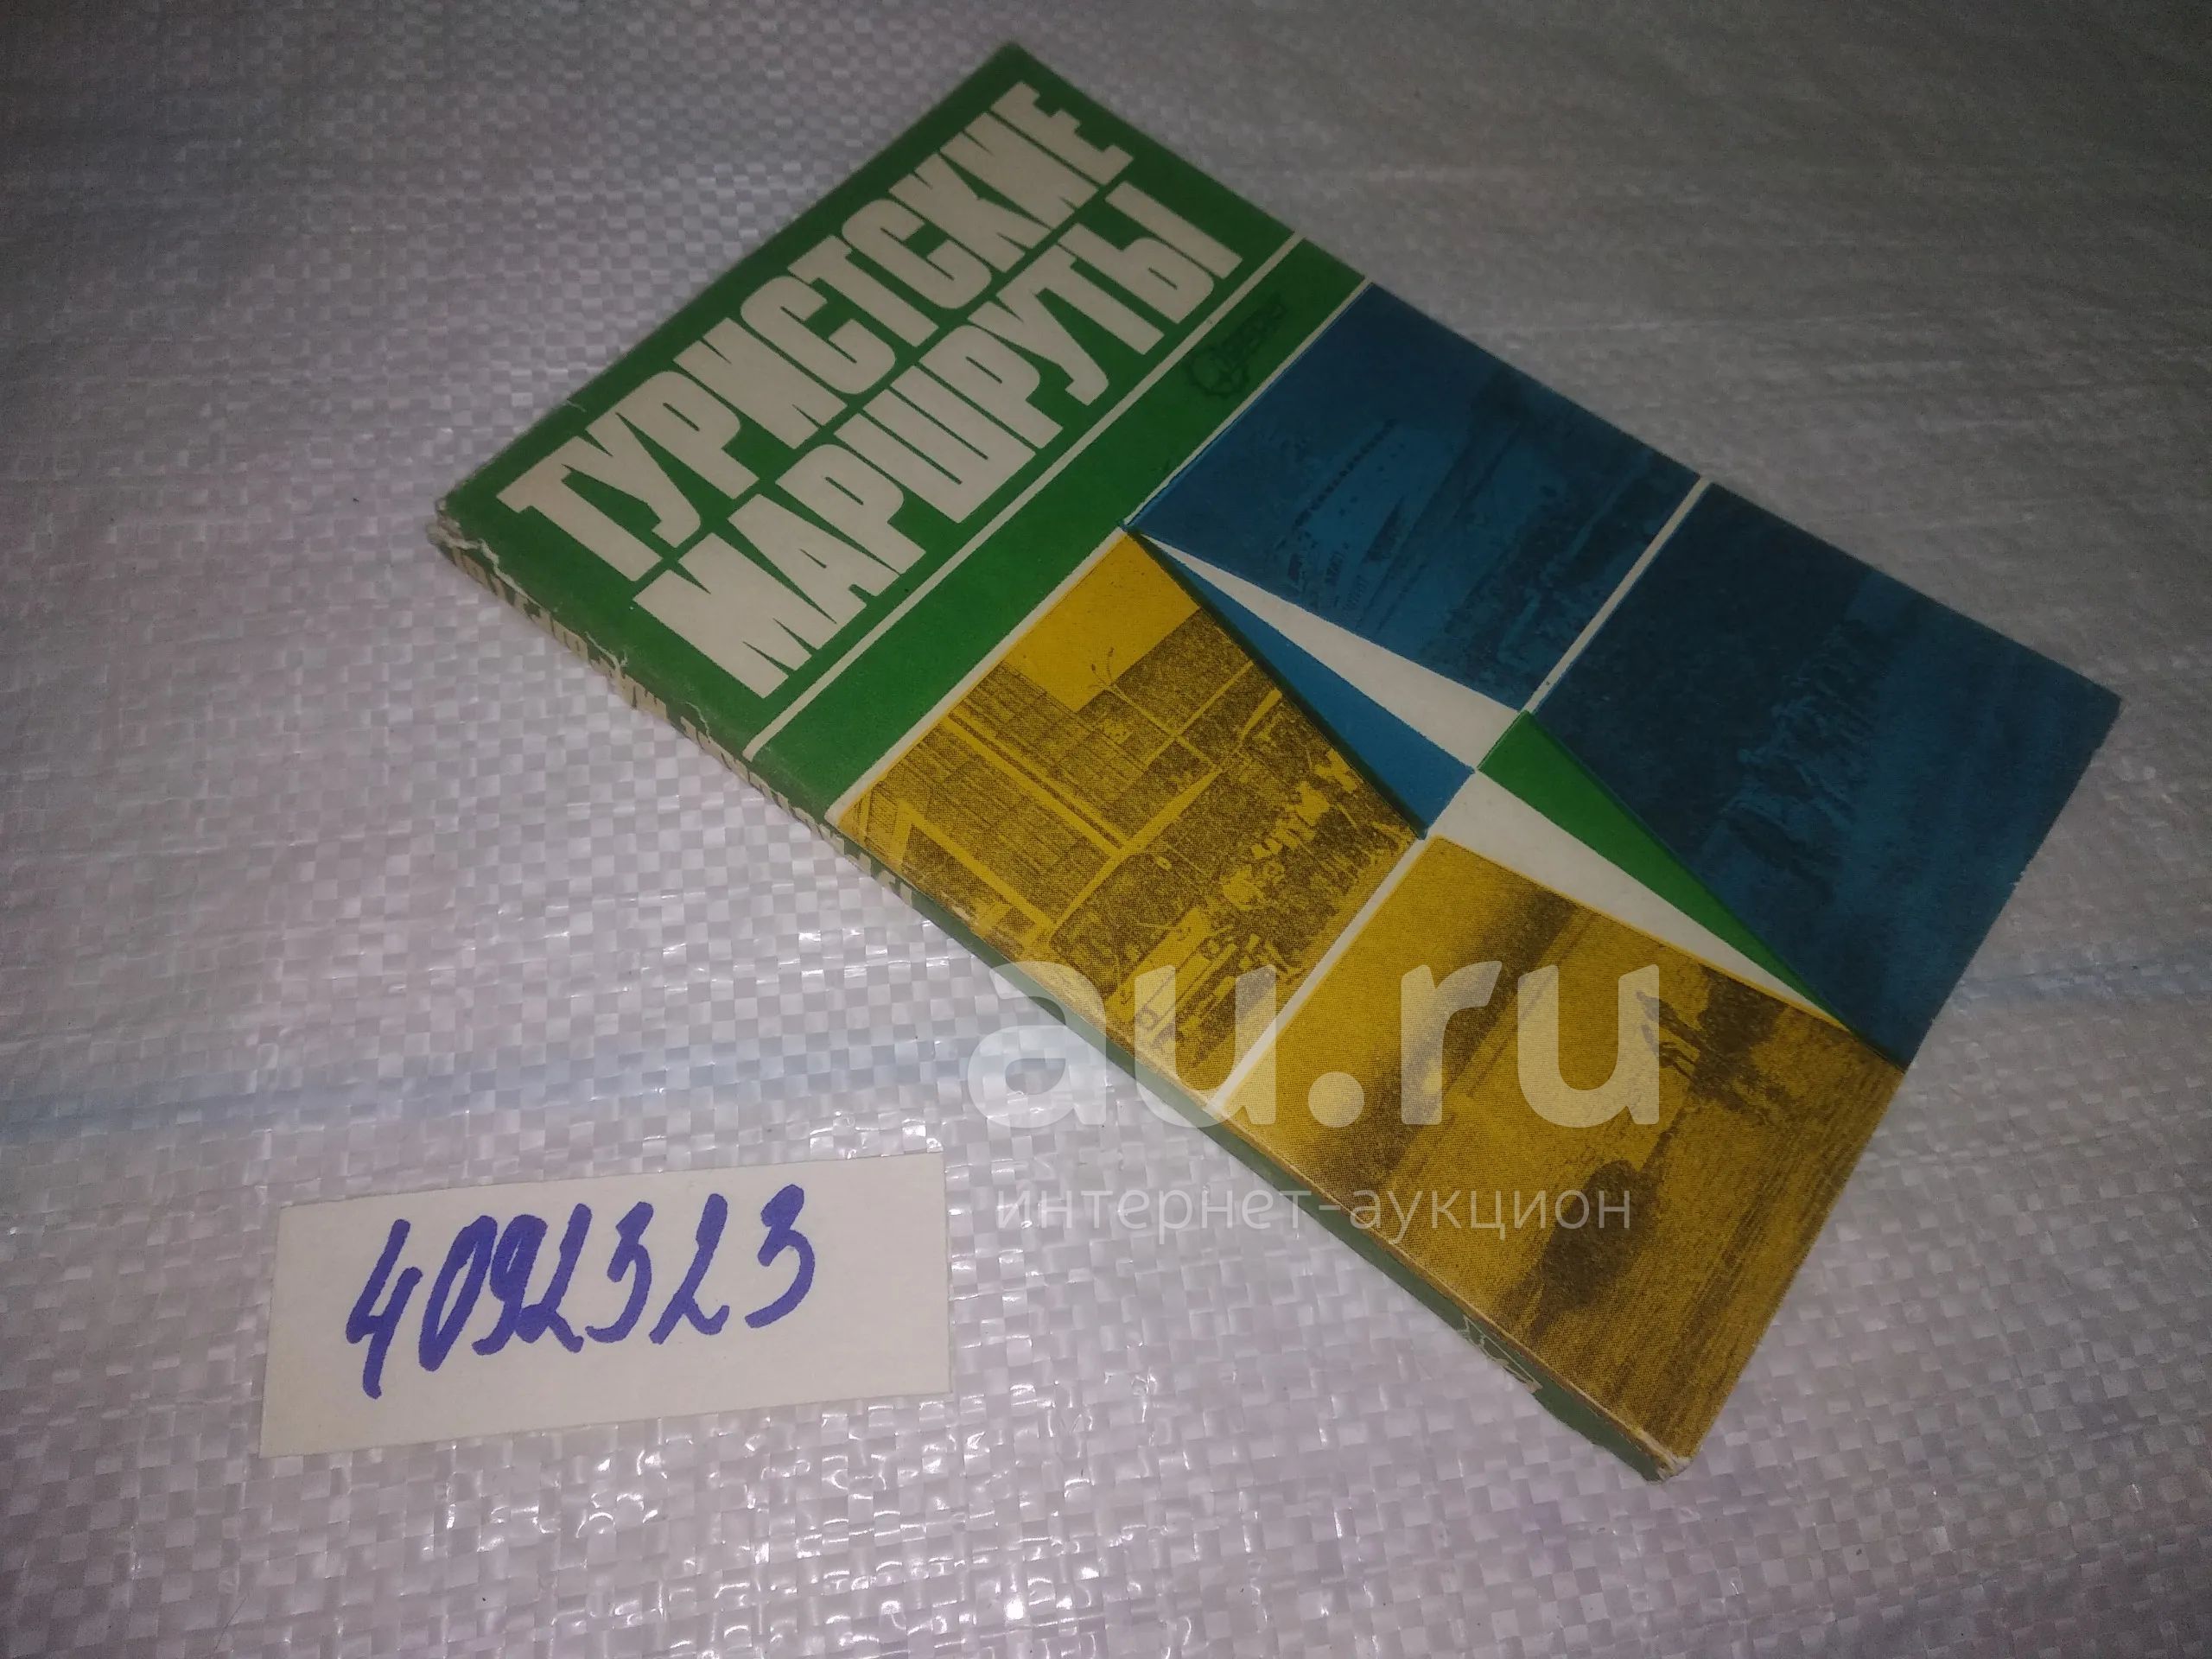 ТУРИСТСКИЕ
МАРШРУТЫ
au.ru
интернет-аукцион
4092323